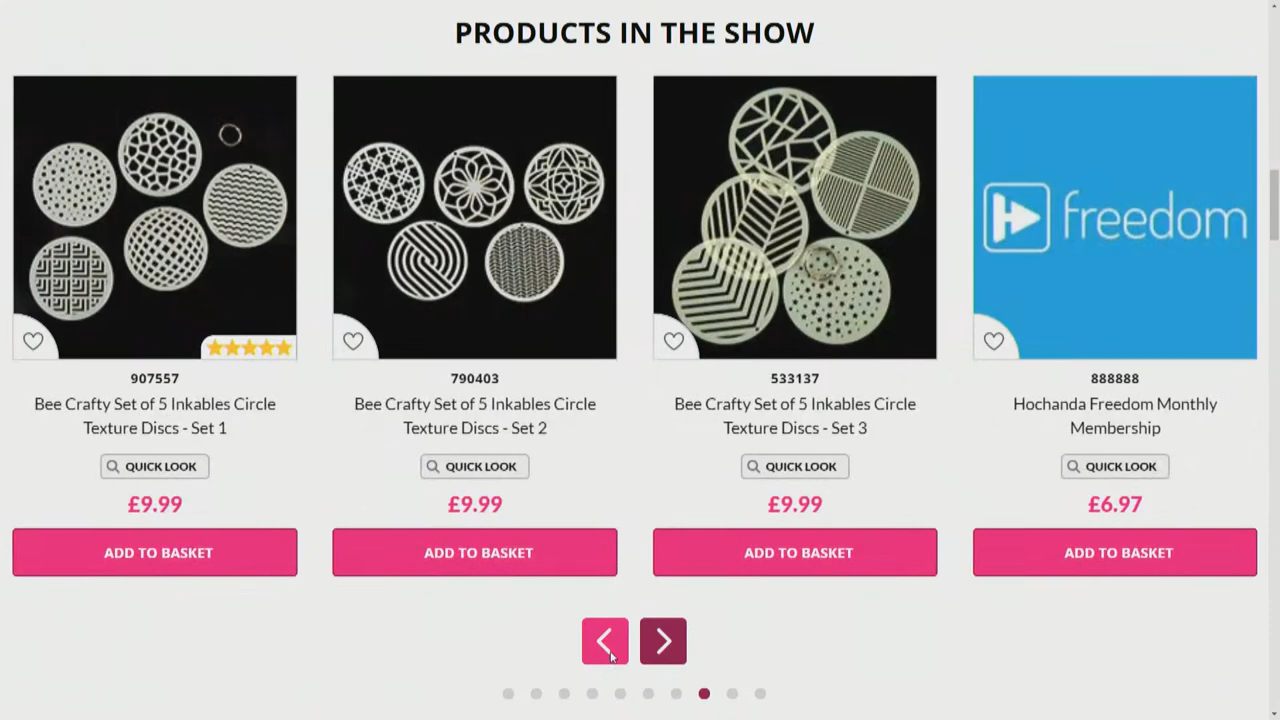 PRODUCTS IN THE SHOW
freedom
907557
Bee Crafty Set of 5 Inkables Circle
Texture Discs - Set 1
QUICK LOOK
£9.99
ADD TO BASKET
790403
Bee Crafty Set of 5 Inkables Circle
Texture Discs - Set 2
QUICK LOOK
£9.99
ADD TO BASKET
533137
Bee Crafty Set of 5 Inkables Circle
Texture Discs - Set 3
QUICK LOOK
£9.99
ADD TO BASKET
888888
Hochanda Freedom Monthly
Membership
QUICK LOOK
£6.97
ADD TO BASKET